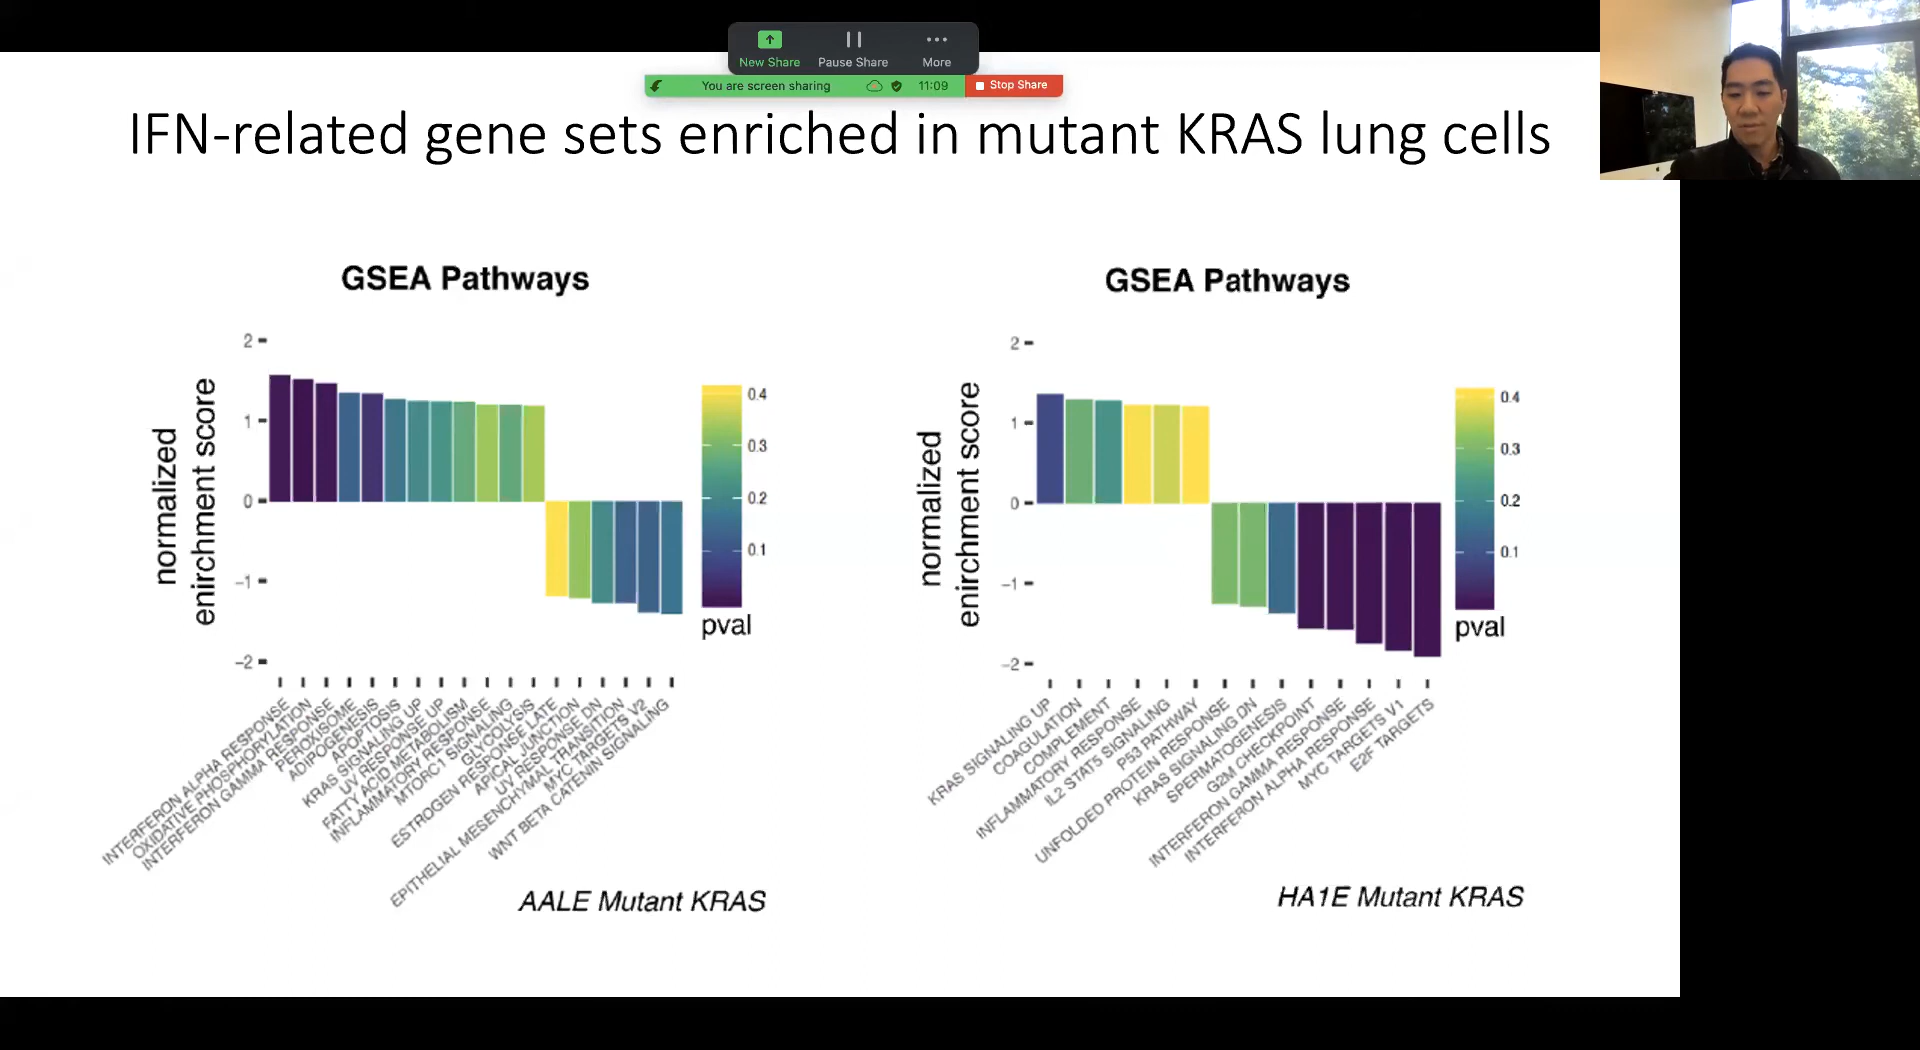 New Share
Pause Share
More
You are screen sharing
11:09
Stop Share
IFN-related gene sets enriched in mutant KRAS lung cells
GSEA Pathways
normalized
enirchment score
2
1
0
-1
-2
0.4
0.3
0.2
0.1
pval
INTERFERON ALPHA RESPONSE
OXIDATIVE PHOSPHORYLATION
INTERFERON GAMMA RESPONSE
PEROXISOME
ADIPOGENESIS
APOPTOSIS
KRAS SIGNALING UP
UV RESPONSE UP
FATTY ACID METABOLISM
INFLAMMATORY RESPONSE
MTORC1 SIGNALING
GLYCOLYSIS
ESTROGEN RESPONSE LATE
APICAL JUNCTION
UV RESPONSE DN
EPITHELIAL MESENCHYMAL TRANSITION
MYC TARGETS V2
WNT BETA CATENIN SIGNALING
AALE Mutant KRAS
GSEA Pathways
normalized
enirchment score
2
1
0
-1
-2
0.4
0.3
0.2
0.1
pval
KRAS SIGNALING UP
COAGULATION
COMPLEMENT
INFLAMMATORY RESPONSE
IL2 STAT5 SIGNALING
P53 PATHWAY
UNFOLDED PROTEIN RESPONSE
KRAS SIGNALING DN
SPERMATOGENESIS
G2M CHECKPOINT
INTERFERON GAMMA RESPONSE
INTERFERON ALPHA RESPONSE
MYC TARGETS V1
E2F TARGETS
HA1E Mutant KRAS